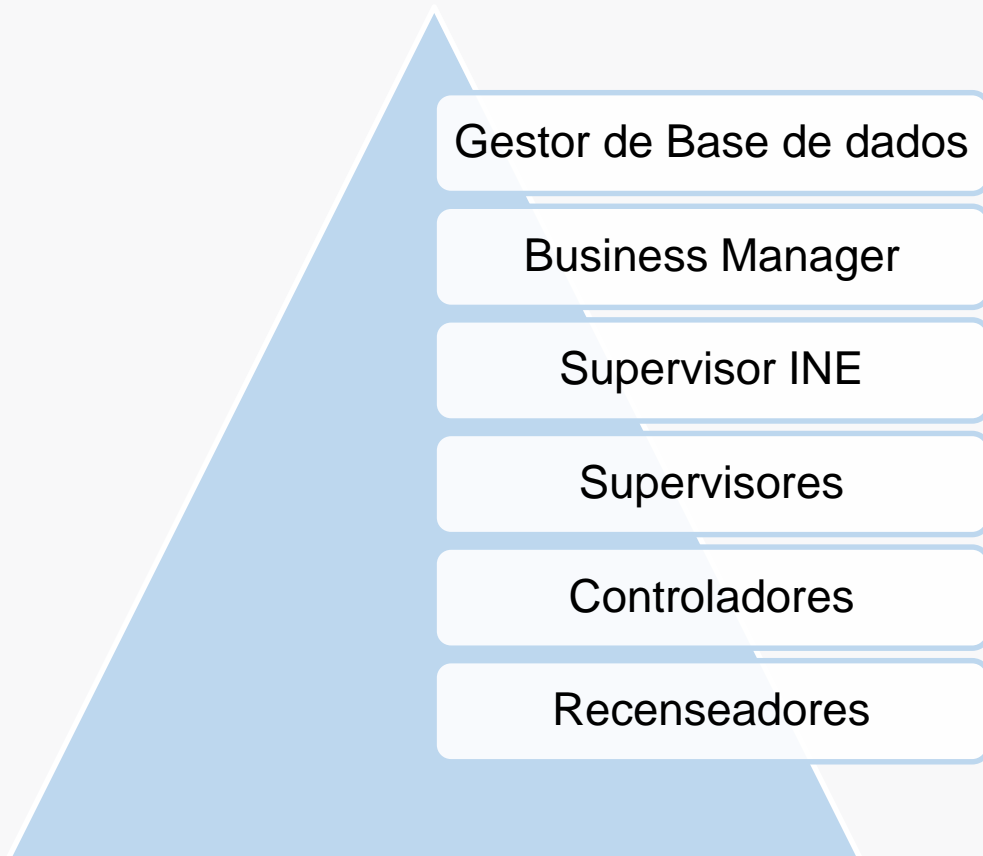 Gestor de Base de dados
Business Manager
Supervisor INE
Supervisores
Controladores
Recenseadores